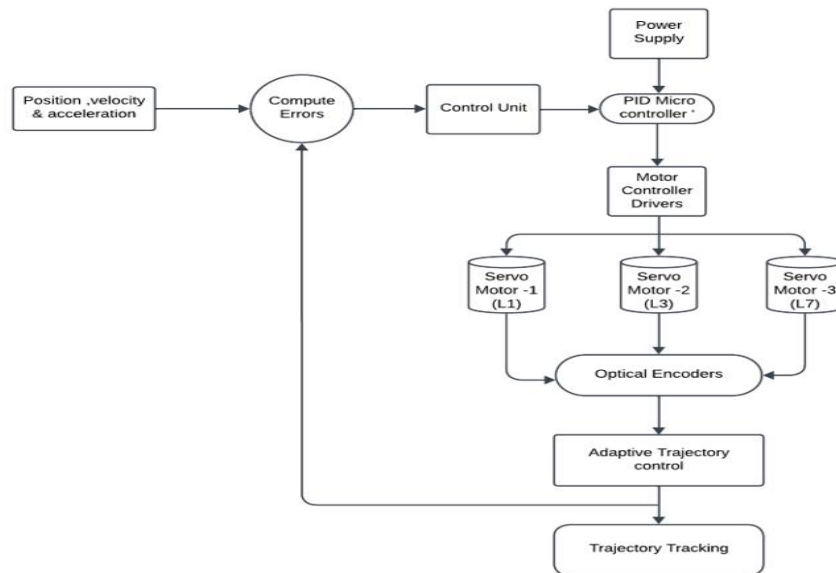 Power
Supply
Position ,velocity
& acceleration
Compute
Errors
Control Unit
PID Micro
controller '
Motor
Controller
Drivers
Servo
Motor -1
(L1)
Servo
Motor -2
(L3)
Servo
Motor -3
(L7)
Optical Encoders
Adaptive Trajectory
control
Trajectory Tracking